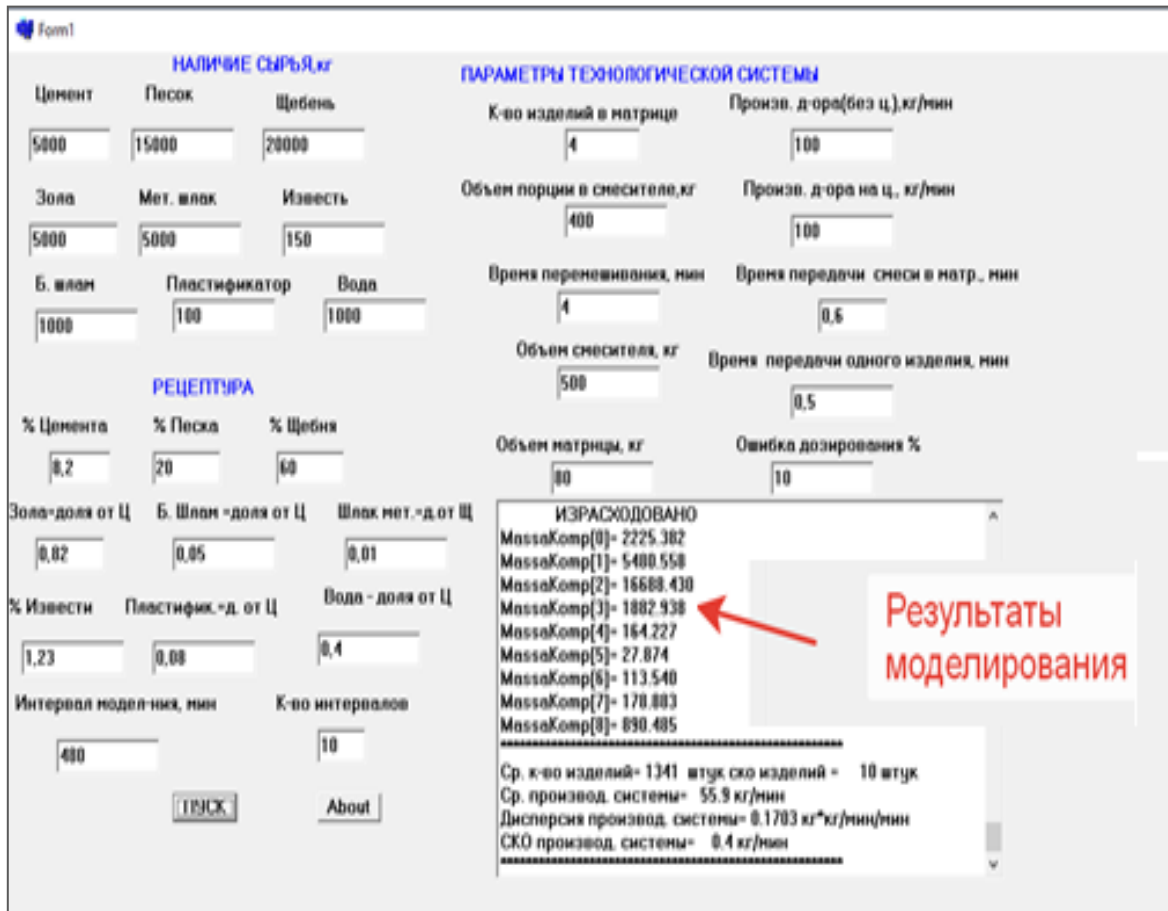 Form1
НАЛИЧИЕ СЫРЬЯ,кг
Цемент Песок Щебень
5000 15000 20000
Зола Мет. шлак Известь
5000 5000 150
Б. шлам Пластификатор Вода
1000 100 1000
РЕЦЕПТУРА
% Цемента % Песка % Щебня
8,2 20 60
Зола=доля от Ц Б. Шлам =доля от Ц Шлак мет.=д.от Щ
0,82 0,05 0,01
% Извести Пластифик.=д. от Ц Вода - доля от Ц
1,23 0,08 0,4
Интервал модел-ния, мин К-во интервалов
480 10
ПУСК About
ПАРАМЕТРЫ ТЕХНОЛОГИЧЕСКОЙ СИСТЕМЫ
К-во изделий в матрице Произв. д-ора(без ц.),кг/мин
4 100
Объем порции в смесителе,кг Произв. д-ора на ц., кг/мин
400 100
Время перемешивания, мин Время передачи смеси в матр., мин
4 0,6
Объем смесителя, кг Время передачи одного изделия, мин
500 0,5
Объем матрицы, кг Ошибка дозирования %
80 10
ИЗРАСХОДОВАНО
MassaKomp[0]= 2225.382
MassaKomp[1]= 5480.558
MassaKomp[2]= 16688.430
MassaKomp[3]= 1882.938
MassaKomp[4]= 164.227
MassaKomp[5]= 27.874
MassaKomp[6]= 113.540
MassaKomp[7]= 178.883
MassaKomp[8]= 890.485
Ср. к-во изделий= 1341 штук ско изделий = 10 штук
Ср. производ. системы= 55.9 кг/мин
Дисперсия производ. системы= 0.1703 кг*кг/мин/мин
СКО производ. системы= 0.4 кг/мин
Результаты
моделирования